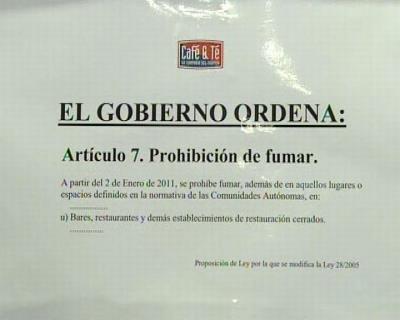 Café & Té
EL GOBIERNO ORDENA:
Artículo 7. Prohibición de fumar.
A partir del 2 de Enero de 2011, se prohíbe fumar, además de en aquellos lugares o
espacios definidos en la normativa de las Comunidades Autónomas, en:
................
u) Bares, restaurantes y demás establecimientos de restauración cerrados.
..............
Proposición de Ley por la que se modifica la Ley 28/2005